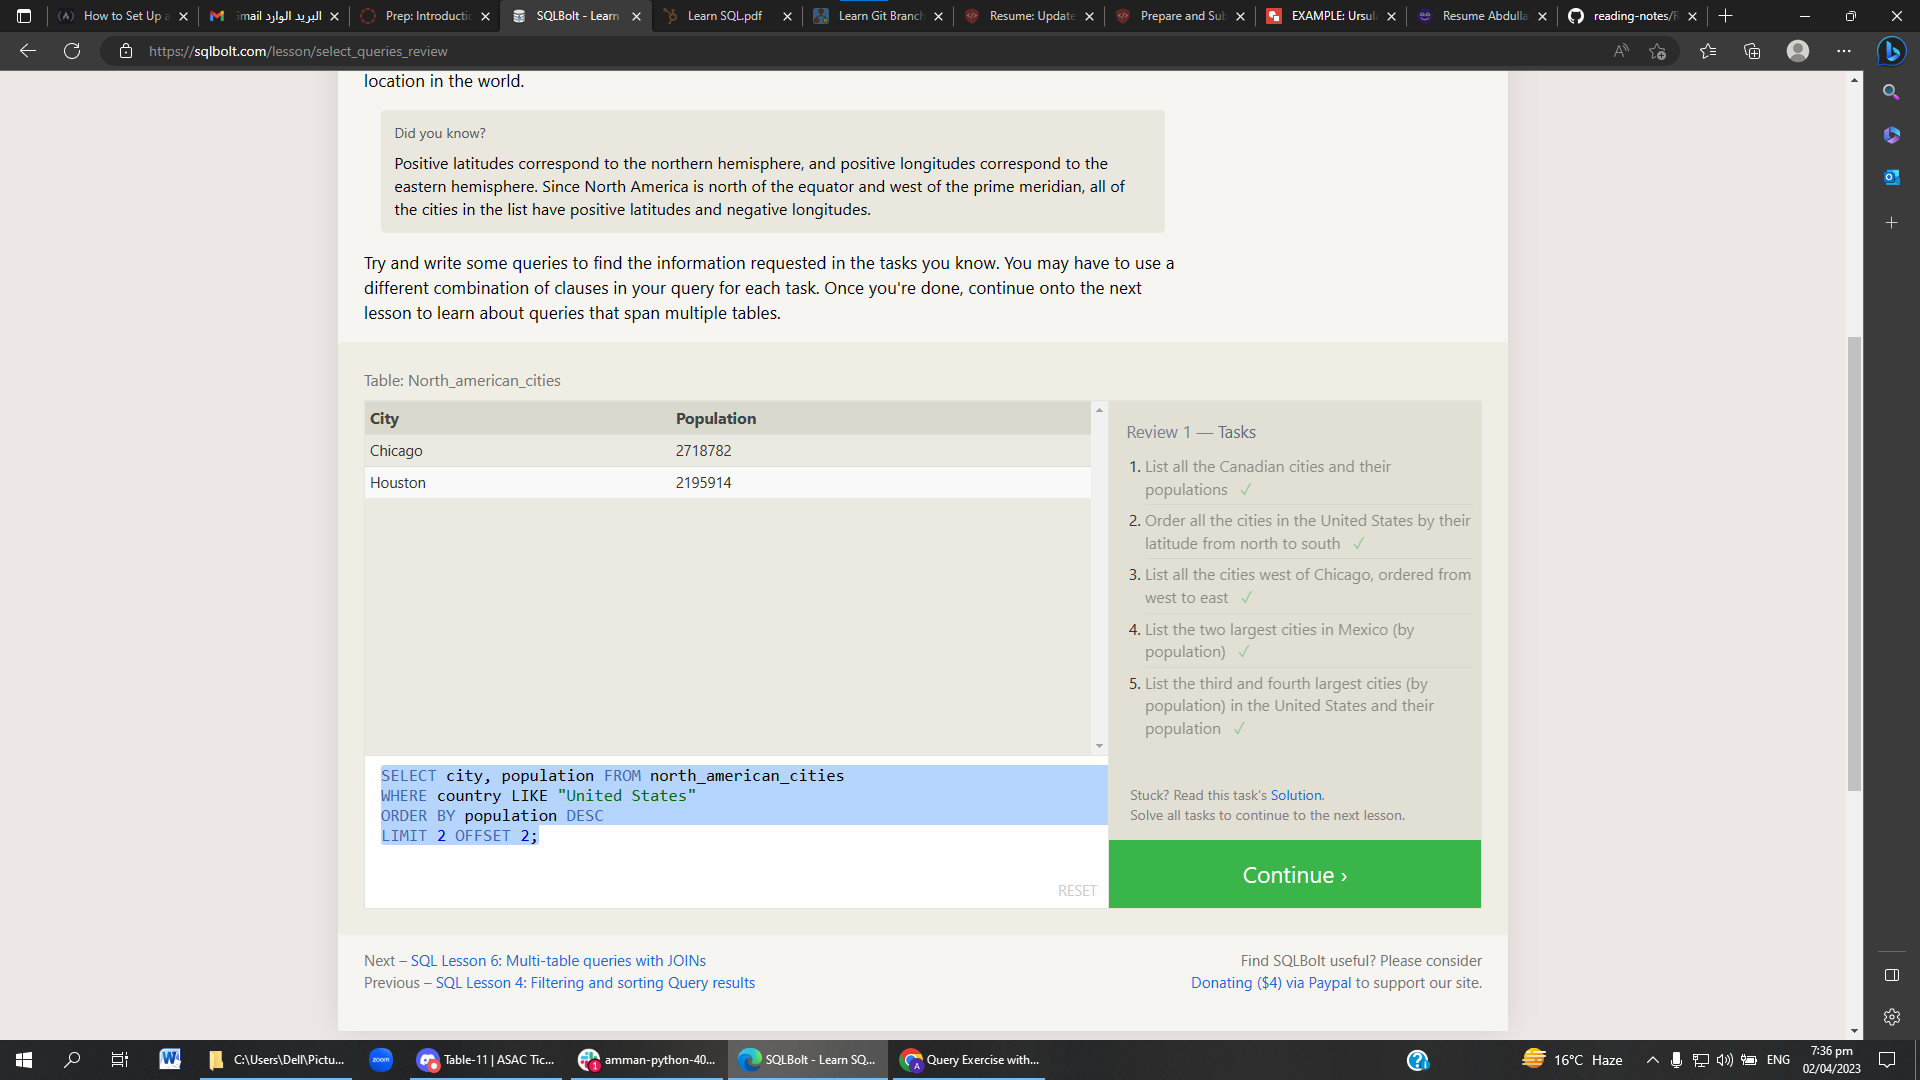 How to Set Up a
Gmail البريد الوارد
Prep: Introductio
SQLBolt - Learn
Learn SQL.pdf
Learn Git Branch
Resume: Update
Prepare and Sub
EXAMPLE: Ursul
Resume Abdulla
reading-notes/R
https://sqlbolt.com/lesson/select_queries_review
location in the world.
Did you know?
Positive latitudes correspond to the northern hemisphere, and positive longitudes correspond to the
eastern hemisphere. Since North America is north of the equator and west of the prime meridian, all of
the cities in the list have positive latitudes and negative longitudes.
Try and write some queries to find the information requested in the tasks you know. You may have to use a
different combination of clauses in your query for each task. Once you're done, continue onto the next
lesson to learn about queries that span multiple tables.
Table: North_american_cities
City Population
Chicago 2718782
Houston 2195914
SELECT city, population FROM north_american_cities
WHERE country LIKE "United States"
ORDER BY population DESC
LIMIT 2 OFFSET 2;
RESET
Review 1 — Tasks
1. List all the Canadian cities and their
populations ✓
2. Order all the cities in the United States by their
latitude from north to south ✓
3. List all the cities west of Chicago, ordered from
west to east ✓
4. List the two largest cities in Mexico (by
population) ✓
5. List the third and fourth largest cities (by
population) in the United States and their
population ✓
Stuck? Read this task's Solution.
Solve all tasks to continue to the next lesson.
Continue ›
Next – SQL Lesson 6: Multi-table queries with JOINs
Previous – SQL Lesson 4: Filtering and sorting Query results
Find SQLBolt useful? Please consider
Donating ($4) via Paypal to support our site.
C:\Users\Dell\Pictu...
zoom
Table-11 | ASAC Tic...
amman-python-40...
SQLBolt - Learn SQ...
Query Exercise with...
16°C Haze
ENG
7:36 pm
02/04/2023